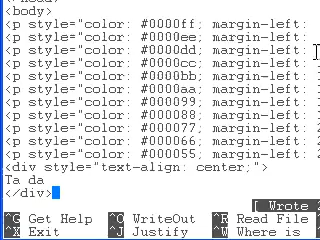 </head>
<body>
<p style="color: #0000ff; margin-left:
<p style="color: #0000ee; margin-left:
<p style="color: #0000dd; margin-left:
<p style="color: #0000cc; margin-left:
<p style="color: #0000bb; margin-left:
<p style="color: #0000aa; margin-left:
<p style="color: #000099; margin-left:
<p style="color: #000088; margin-left:
<p style="color: #000077; margin-left:
<p style="color: #000066; margin-left:
<p style="color: #000055; margin-left:
<div style="text-align: center;">
Ta da
</div>
[ Wrote
^G Get Help ^O WriteOut ^R Read File
^X Exit ^J Justify ^W Where is